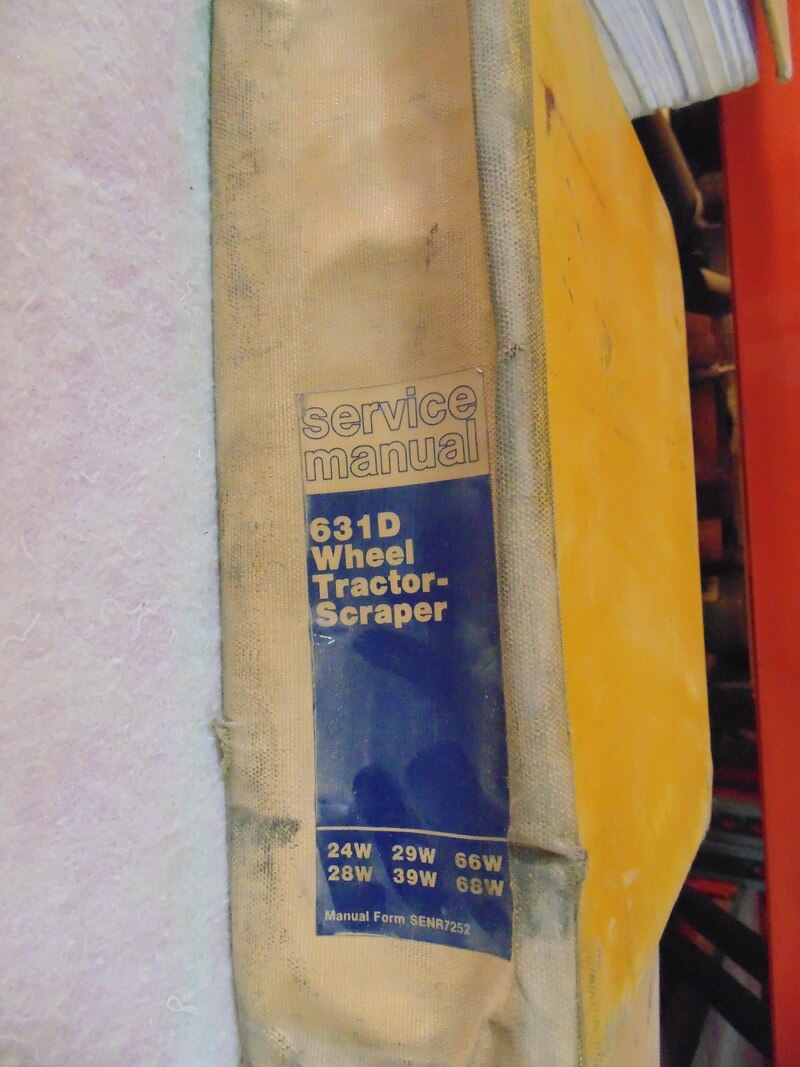 service
manual
631D
Wheel
Tractor-
Scraper
24W 29W 66W
28W 39W 68W
Manual Form SENR7252